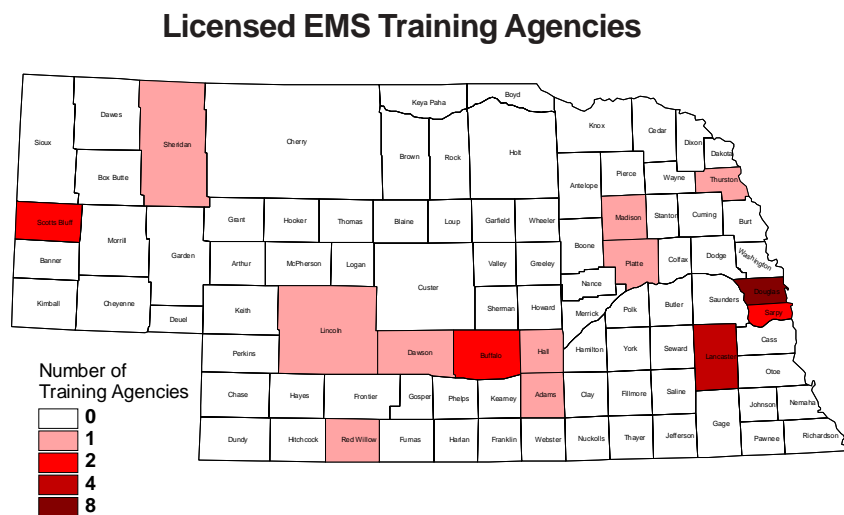 Licensed EMS Training Agencies
Boyd
Keya Paha
Dawes
Sioux
Sheridan
Cherry
Knox
Cedar
Dixon
Dakota
Brown
Rock
Holt
Box Butte
Antelope
Pierce
Wayne
Thurston
Scotts Bluff
Morrill
Garden
Grant
Hooker
Thomas
Blaine
Loup
Garfield
Wheeler
Madison
Stanton
Cuming
Burt
Banner
Arthur
McPherson
Logan
Custer
Valley
Greeley
Boone
Platte
Colfax
Dodge
Washington
Kimball
Cheyenne
Deuel
Keith
Lincoln
Sherman
Howard
Nance
Merrick
Polk
Butler
Saunders
Douglas
Sarpy
Perkins
Dawson
Buffalo
Hall
Hamilton
York
Seward
Lancaster
Cass
Otoe
Chase
Hayes
Frontier
Gosper
Phelps
Kearney
Adams
Clay
Fillmore
Saline
Johnson
Nemaha
Dundy
Hitchcock
Red Willow
Furnas
Harlan
Franklin
Webster
Nuckolls
Thayer
Jefferson
Gage
Pawnee
Richardson
Number of
Training Agencies
0
1
2
4
8